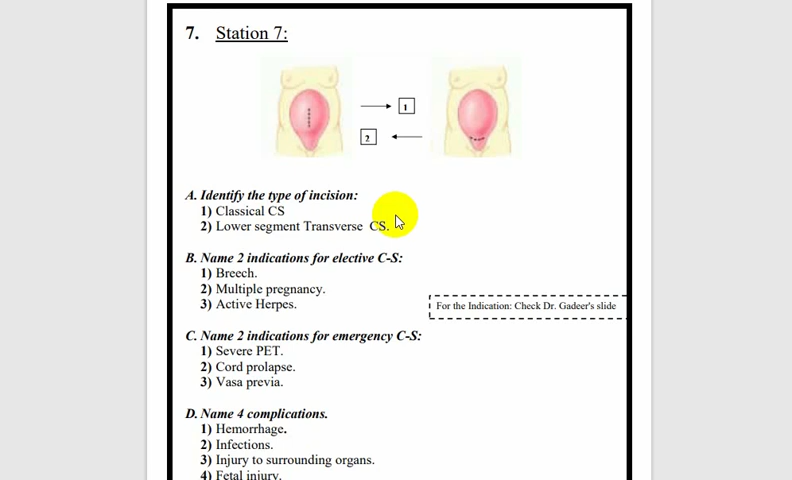 7. Station 7:
1
2
A. Identify the type of incision:
1) Classical CS
2) Lower segment Transverse CS.
B. Name 2 indications for elective C-S:
1) Breech.
2) Multiple pregnancy.
3) Active Herpes.
For the Indication: Check Dr. Gadeer's slide
C. Name 2 indications for emergency C-S:
1) Severe PET.
2) Cord prolapse.
3) Vasa previa.
D. Name 4 complications.
1) Hemorrhage.
2) Infections.
3) Injury to surrounding organs.
4) Fetal injury.